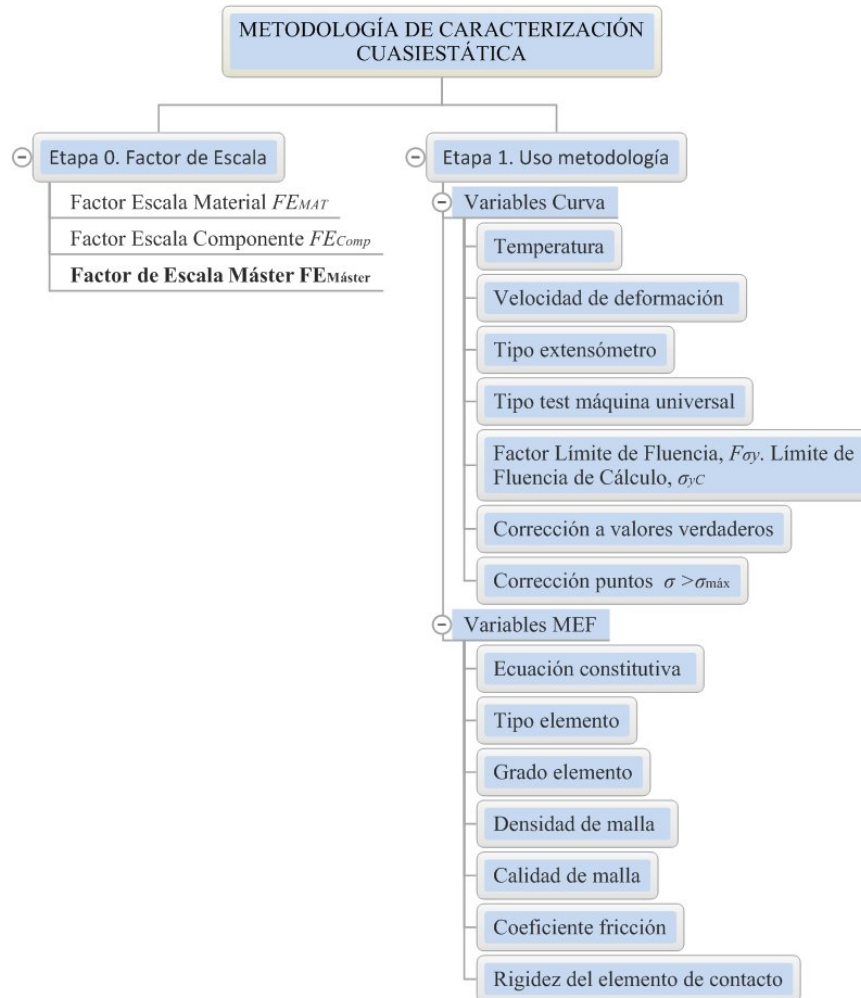 METODOLOGÍA DE CARACTERIZACIÓN
CUASIESTÁTICA
Etapa 0. Factor de Escala
Factor Escala Material FEMAT
Factor Escala Componente FEComp
Factor de Escala Máster FEMáster
Etapa 1. Uso metodología
Variables Curva
Temperatura
Velocidad de deformación
Tipo extensómetro
Tipo test máquina universal
Factor Límite de Fluencia, Fσy. Límite de
Fluencia de Cálculo, σyC
Corrección a valores verdaderos
Corrección puntos σ >σmáx
Variables MEF
Ecuación constitutiva
Tipo elemento
Grado elemento
Densidad de malla
Calidad de malla
Coeficiente fricción
Rigidez del elemento de contacto